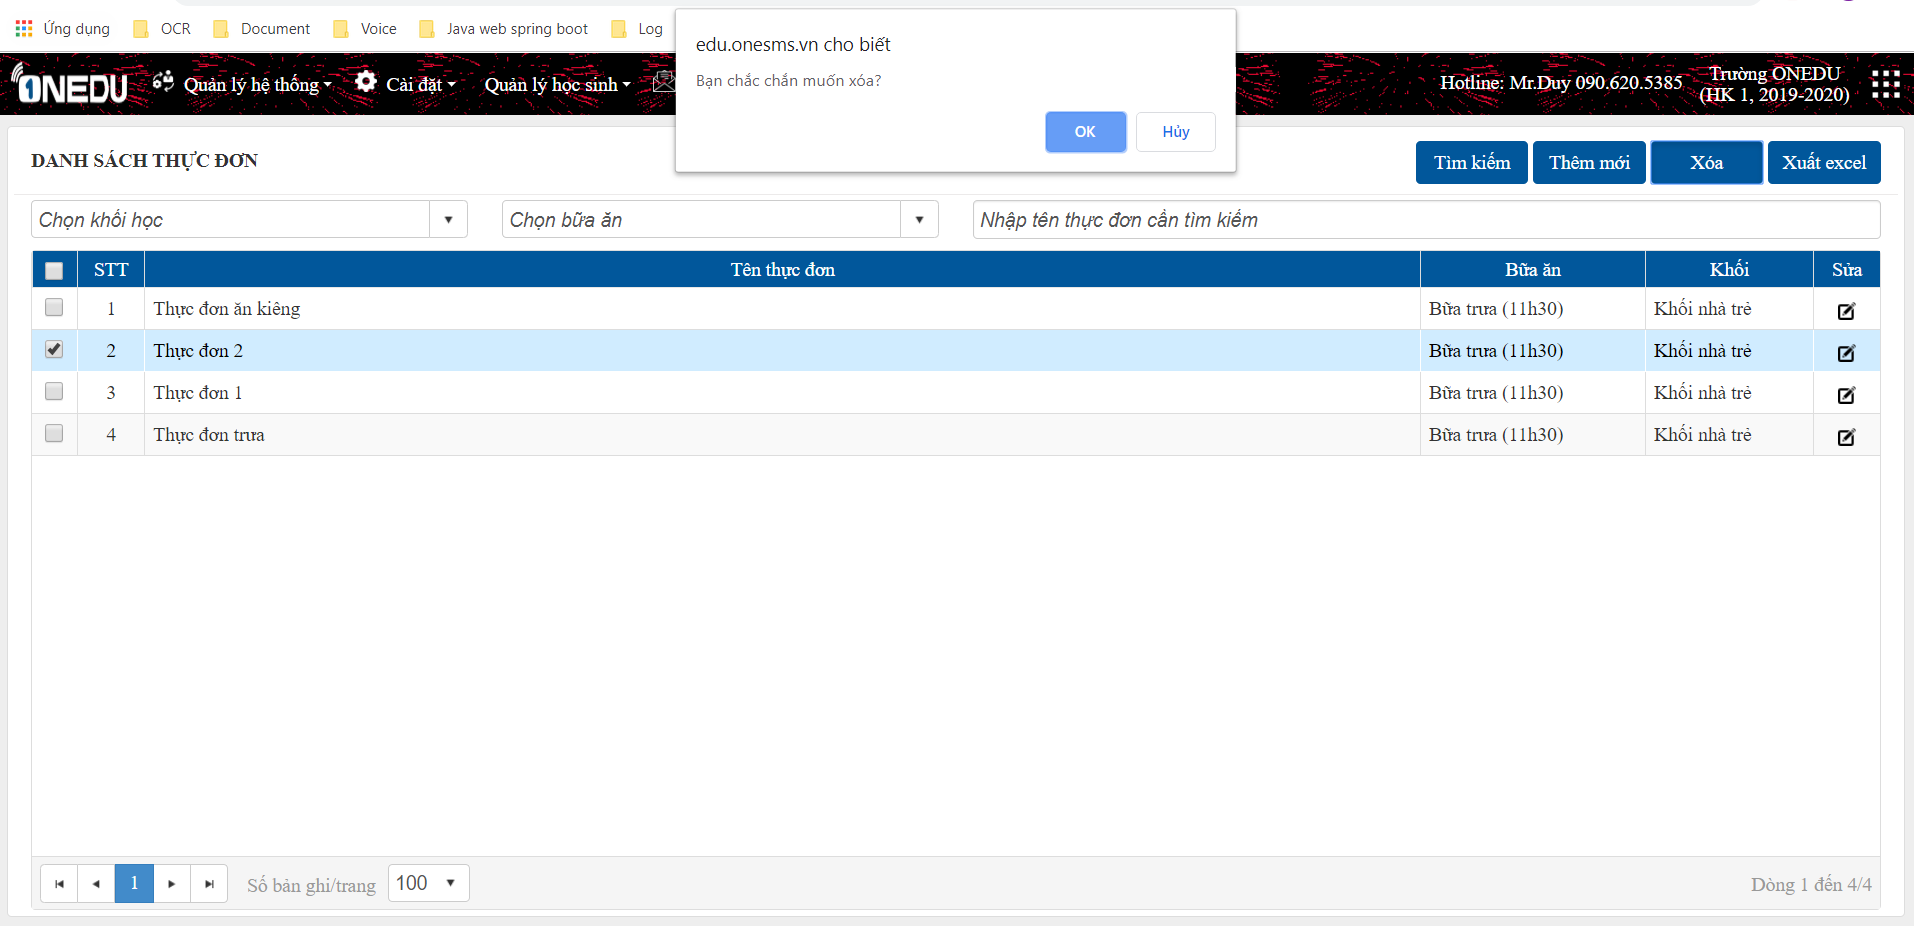 Ứng dụng OCR Document Voice Java web spring boot Log
edu.onesms.vn cho biết
Bạn chắc chắn muốn xóa?
OK Hủy
1NEDU Quản lý hệ thống Cài đặt Quản lý học sinh Hotline: Mr.Duy 090.620.5385 Trường ONEDU
(HK 1, 2019-2020)
DANH SÁCH THỰC ĐƠN Tìm kiếm Thêm mới Xóa Xuất excel
Chọn khối học Chọn bữa ăn Nhập tên thực đơn cần tìm kiếm
STT Tên thực đơn Bữa ăn Khối Sửa
1 Thực đơn ăn kiêng Bữa trưa (11h30) Khối nhà trẻ
2 Thực đơn 2 Bữa trưa (11h30) Khối nhà trẻ
3 Thực đơn 1 Bữa trưa (11h30) Khối nhà trẻ
4 Thực đơn trưa Bữa trưa (11h30) Khối nhà trẻ
1 Số bản ghi/trang 100 Dòng 1 đến 4/4